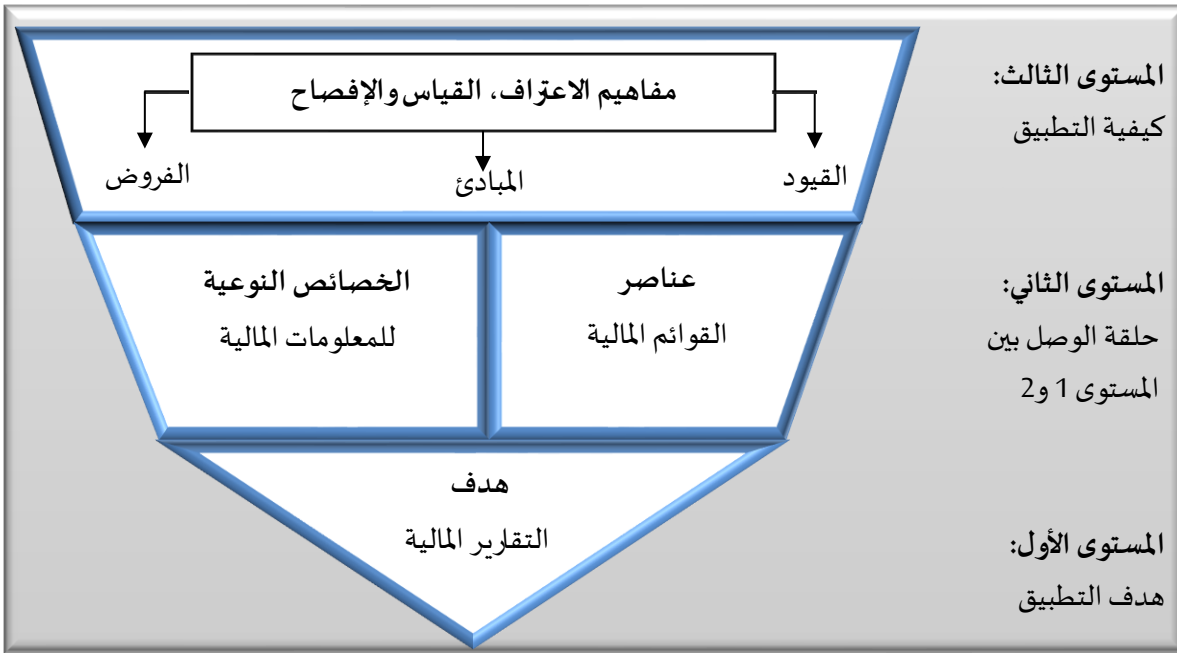 المستوى الثالث:
كيفية التطبيق
مفاهيم الاعتراف، القياس والإفصاح
القيود
المبادئ
الفروض
المستوى الثاني:
حلقة الوصل بين
المستوى 1 و2
عناصر
القوائم المالية
الخصائص النوعية
للمعلومات المالية
المستوى الأول:
هدف التطبيق
هدف
التقارير المالية